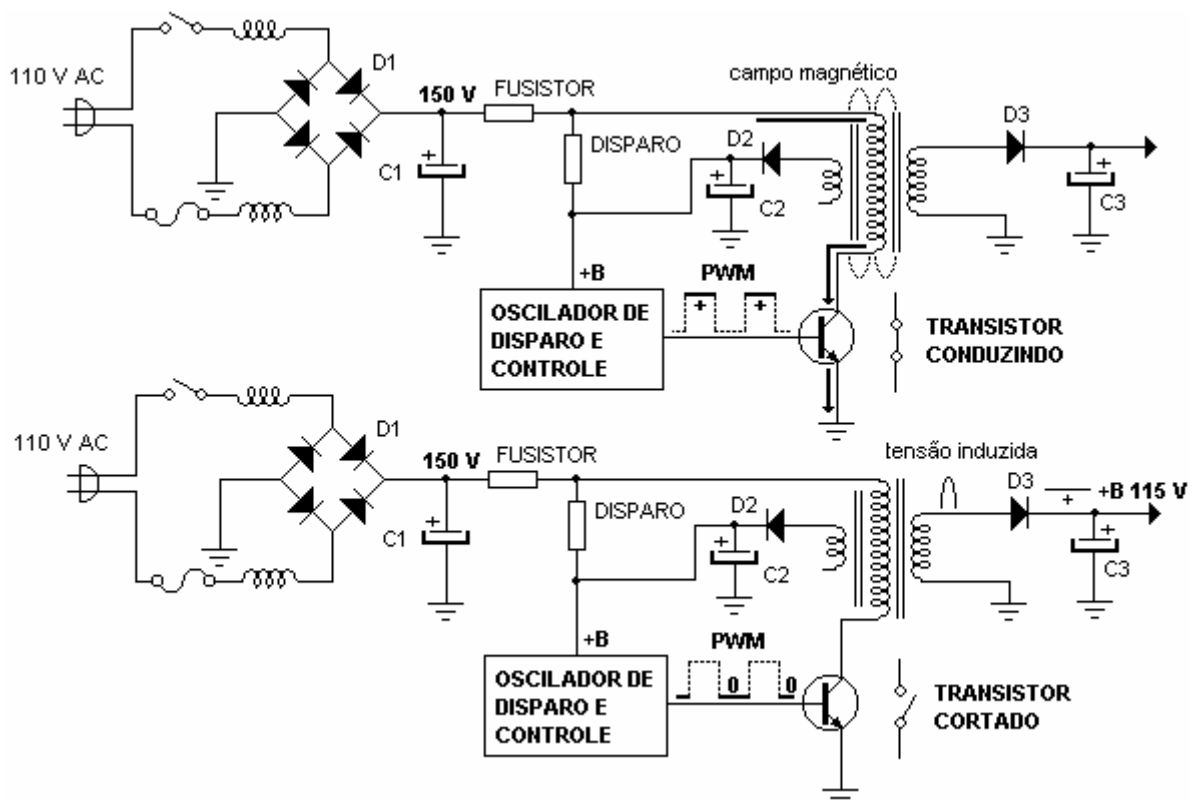 110 V AC
D1
150 V
FUSISTOR
C1
+
DISPARO
D2
+
C2
campo magnético
D3
+
C3
+B
PWM
+ +
OSCILADOR DE
DISPARO E
CONTROLE
TRANSISTOR
CONDUZINDO
110 V AC
D1
150 V
FUSISTOR
C1
+
DISPARO
D2
+
C2
tensão induzida
D3
+
+B 115 V
+
C3
+B
PWM
0 0
OSCILADOR DE
DISPARO E
CONTROLE
TRANSISTOR
CORTADO